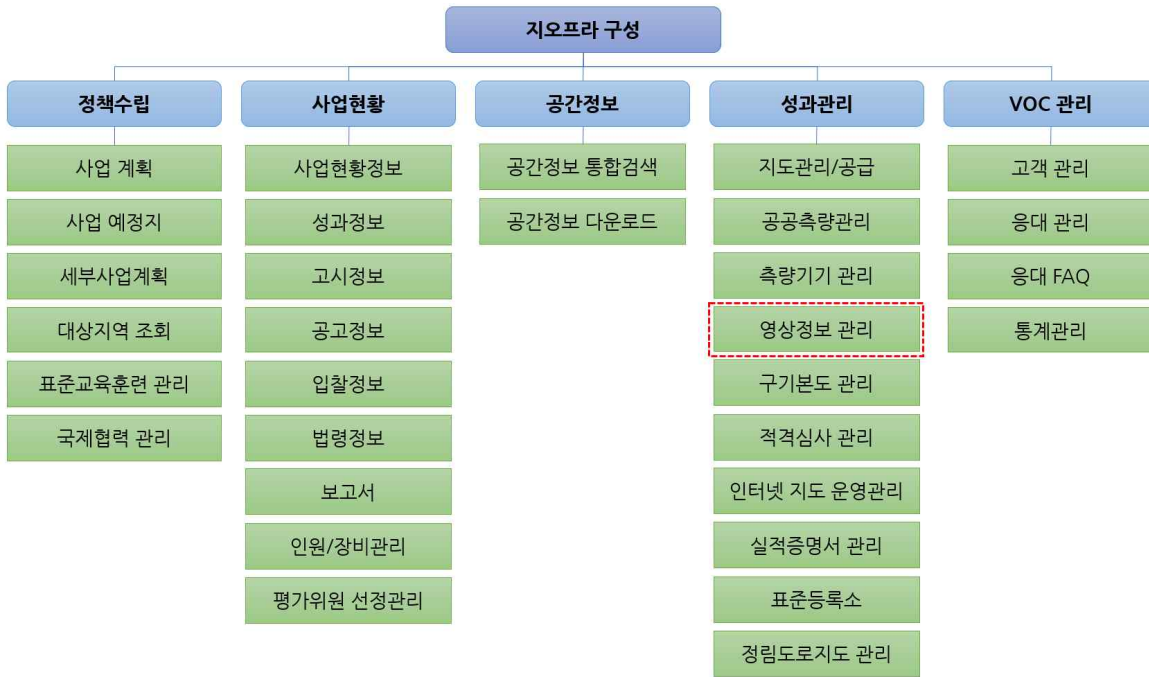 지오프라 구성
정책수립
사업 계획
사업 예정지
세부사업계획
대상지역 조회
표준교육훈련 관리
국제협력 관리
사업현황
사업현황정보
성과정보
고시정보
공고정보
입찰정보
법령정보
보고서
인원/장비관리
평가위원 선정관리
공간정보
공간정보 통합검색
공간정보 다운로드
성과관리
지도관리/공급
공공측량관리
측량기기 관리
영상정보 관리
구기본도 관리
적격심사 관리
인터넷 지도 운영관리
실적증명서 관리
표준등록소
정림도로지도 관리
VOC 관리
고객 관리
응대 관리
응대 FAQ
통계관리